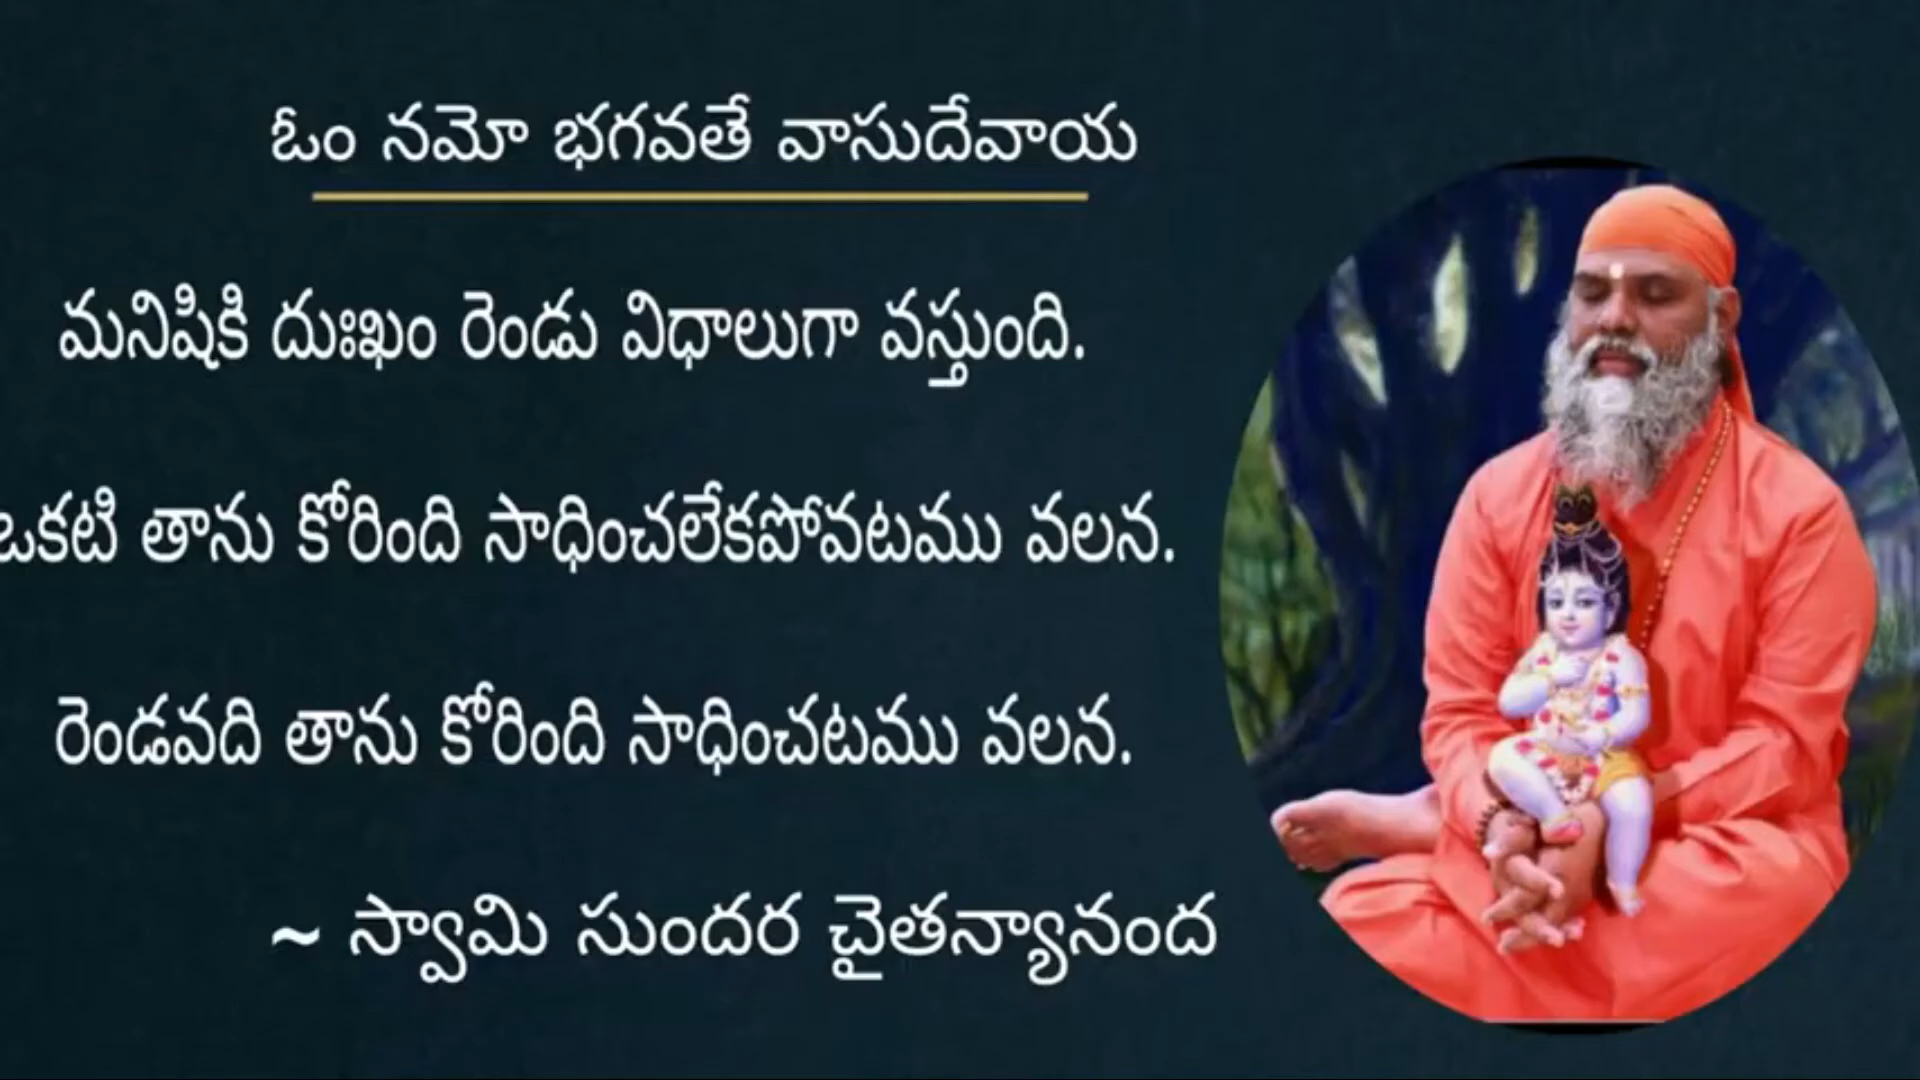 ఓం నమో భగవతే వాసుదేవాయ
మనిషికి దుఃఖం రెండు విధాలుగా వస్తుంది.
ఒకటి తాను కోరింది సాధించలేకపోవటము వలన.
రెండవది తాను కోరింది సాధించటము వలన.
~ స్వామి సుందర చైతన్యానంద